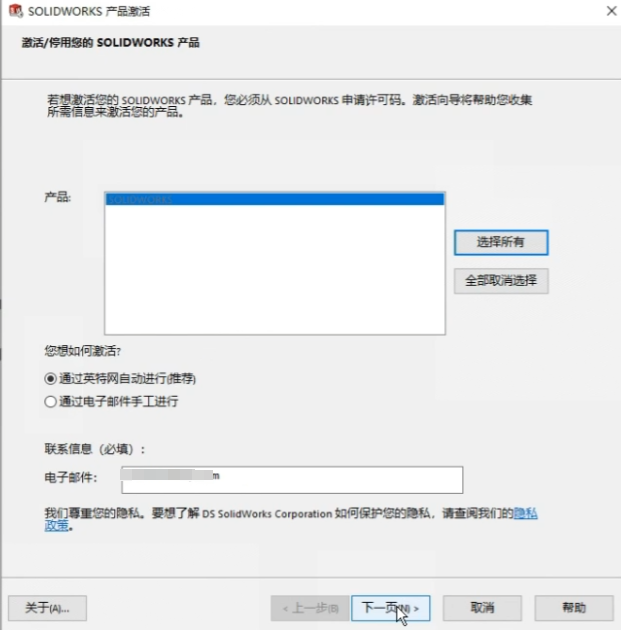 SOLIDWORKS 产品激活
激活/停用您的 SOLIDWORKS 产品
若想激活您的 SOLIDWORKS 产品，您必须从 SOLIDWORKS 申请许可码。激活向导将帮助您收集
所需信息来激活您的产品。
产品:
SOLIDWORKS
选择所有
全部取消选择
您想如何激活?
通过英特网自动进行(推荐)
通过电子邮件手工进行
联系信息（必填）:
电子邮件:
m
我们尊重您的隐私。要想了解 DS SolidWorks Corporation 如何保护您的隐私，请查阅我们的隐私
政策。
关于(A)...
< 上一步(B)
下一页(N) >
取消
帮助